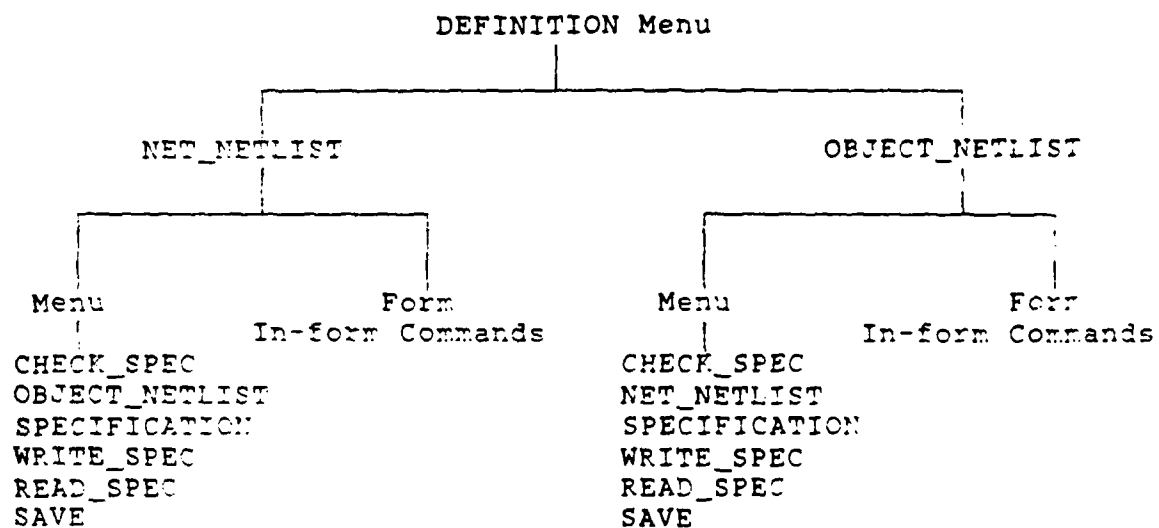 DEFINITION Menu
NET_NETLIST
OBJECT_NETLIST
Menu
Form
In-form Commands
CHECK_SPEC
OBJECT_NETLIST
SPECIFICATION
WRITE_SPEC
READ_SPEC
SAVE
Menu
Form
In-form Commands
CHECK_SPEC
NET_NETLIST
SPECIFICATION
WRITE_SPEC
READ_SPEC
SAVE